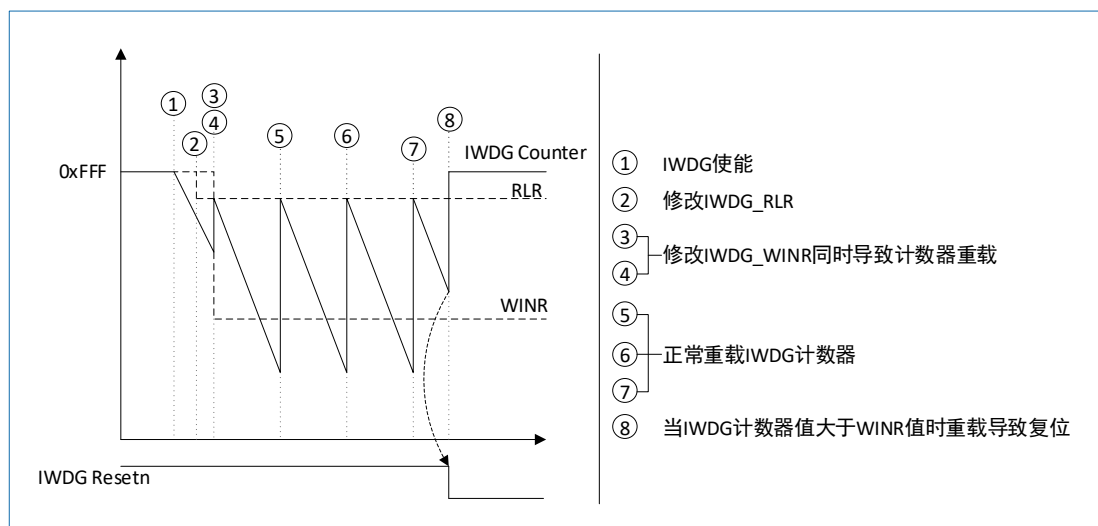 ③
① ④ ⑧
② ⑤ ⑥ ⑦
IWDG Counter
0xFFF
RLR
WINR
IWDG Resetn
① IWDG使能
② 修改IWDG_RLR
③
④ 修改IWDG_WINR同时导致计数器重载
⑤
⑥ 正常重载IWDG计数器
⑦
⑧ 当IWDG计数器值大于WINR值时重载导致复位